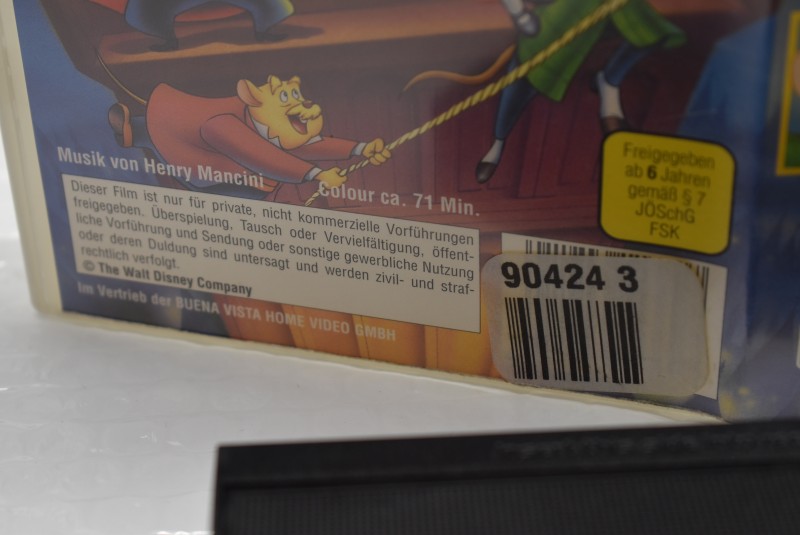 Musik von Henry Mancini
Colour ca. 71 Min.
Dieser Film ist nur für private, nicht kommerzielle Vorführungen
freigegeben. Überspielung, Tausch oder Vervielfältigung, öffent-
liche Vorführung und Sendung oder sonstige gewerbliche Nutzung
oder deren Duldung sind untersagt und werden zivil- und straf-
rechtlich verfolgt.
© The Walt Disney Company
Im Vertrieb der BUENA VISTA HOME VIDEO GMBH
Freigegeben
ab 6 Jahren
gemäß § 7
JÖSchG
FSK
90424 3